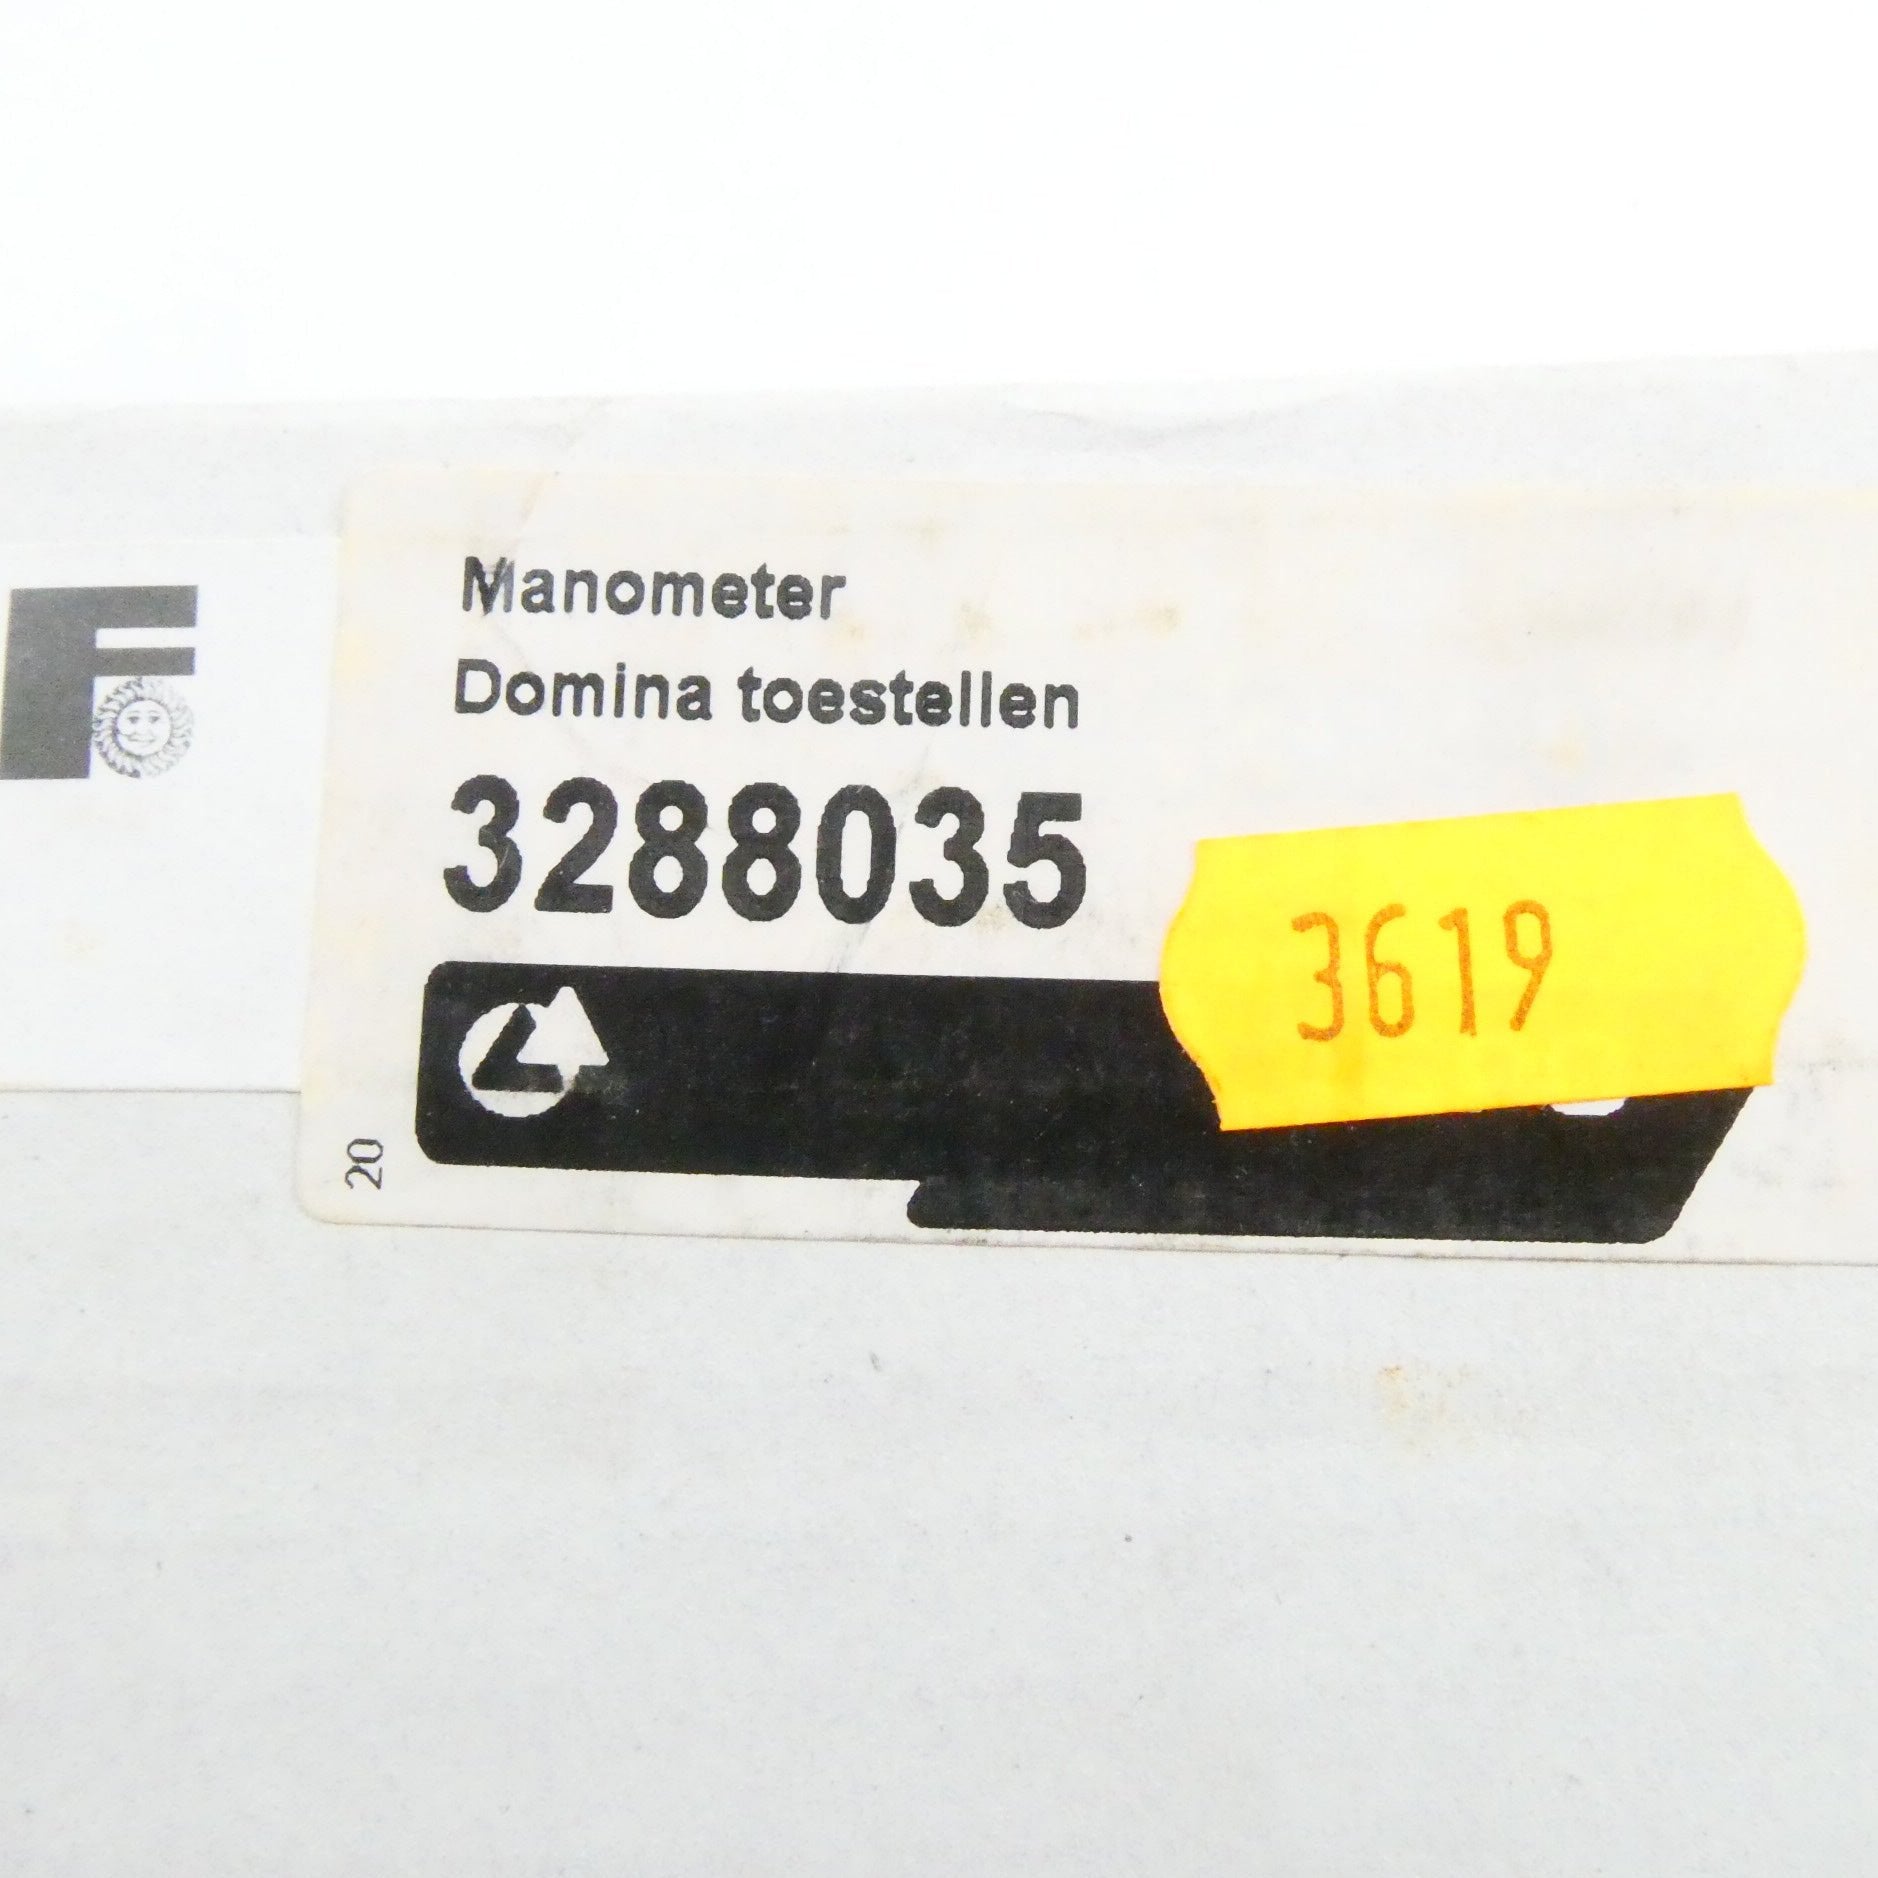 F
Manometer
Domina toestellen
3288035
3619
20